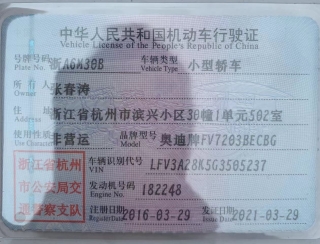 中华人民共和国机动车行驶证
Vehicle License of the People's Republic of China
号牌号码 浙A6M30B 车辆类型 小型轿车
Plate No. Vehicle Type
所有人 张春涛
Owner
住址 浙江省杭州市滨兴小区30幢1单元502室
Address
使用性质 非营运 品牌型号 奥迪牌FV7203BECBG
Use Character Model
浙江省杭州 车辆识别代号 LFV3A28K5G3505237
VIN
市公安局交 发动机号码 182248
Engine No.
通警察支队 注册日期 2016-03-29 发证日期 2021-03-29
Register Date Issue Date